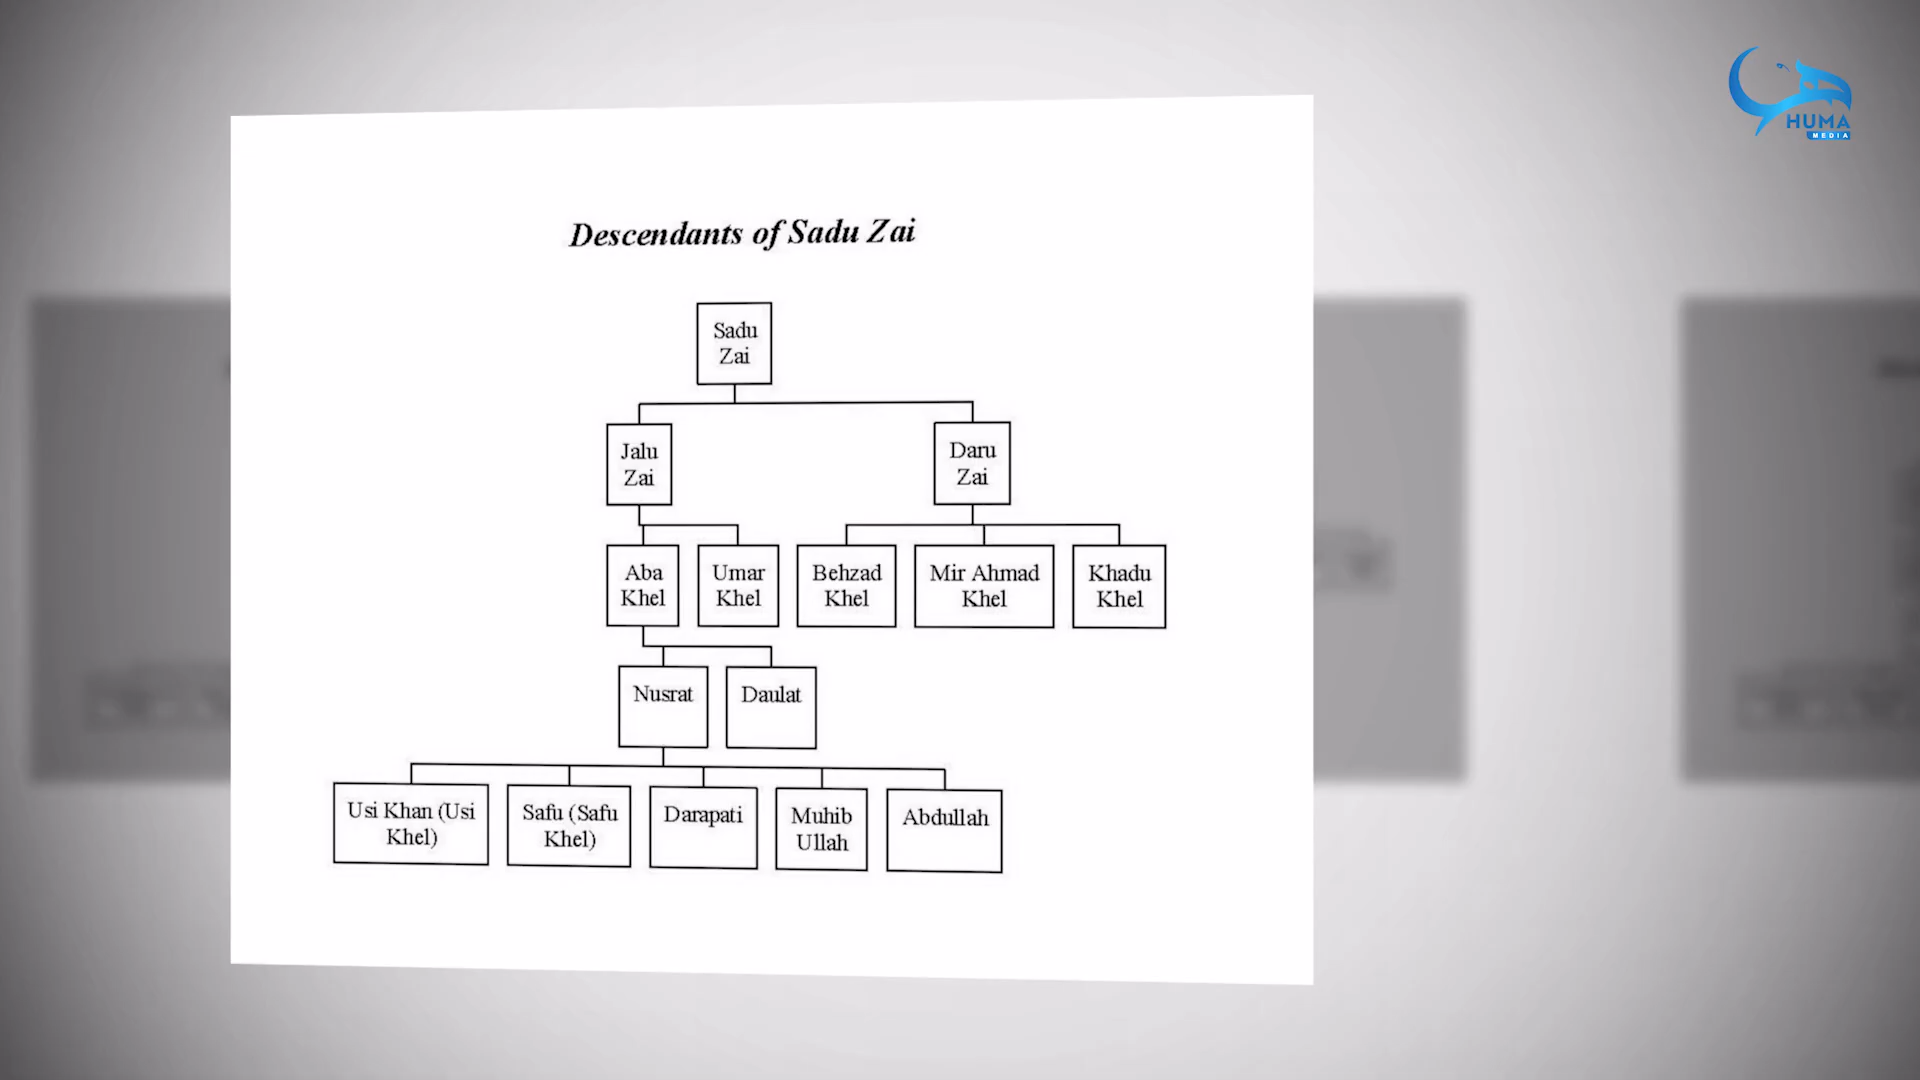 HUMA
MEDIA
Descendants of Sadu Zai
Sadu
Zai
Jalu
Zai
Daru
Zai
Aba
Khel
Umar
Khel
Behzad
Khel
Mir Ahmad
Khel
Khadu
Khel
Nusrat
Daulat
Usi Khan (Usi
Khel)
Safu (Safu
Khel)
Darapati
Muhib
Ullah
Abdullah